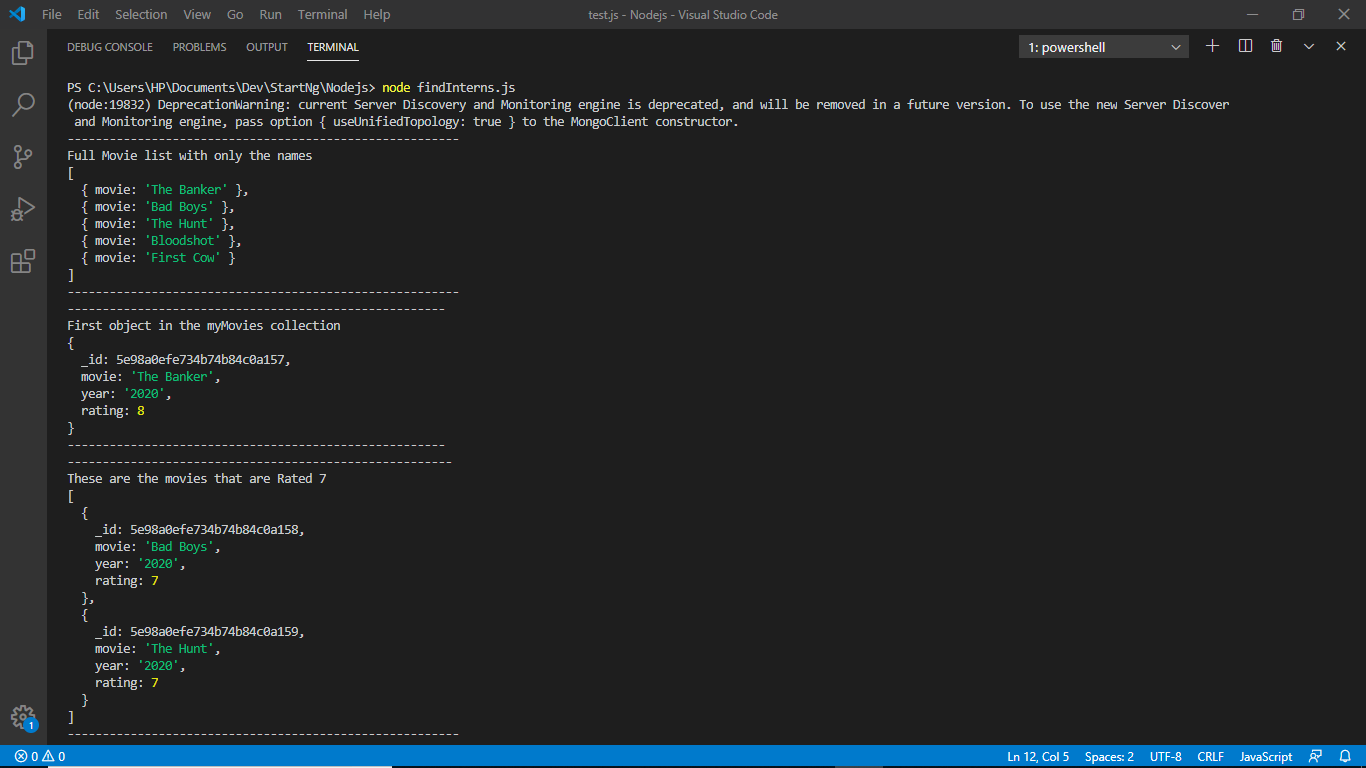 File Edit Selection View Go Run Terminal Help test.js - Nodejs - Visual Studio Code
DEBUG CONSOLE PROBLEMS OUTPUT TERMINAL 1: powershell
PS C:\Users\HP\Documents\Dev\StartNg\Nodejs> node findInterns.js
(node:19832) DeprecationWarning: current Server Discovery and Monitoring engine is deprecated, and will be removed in a future version. To use the new Server Discover
and Monitoring engine, pass option { useUnifiedTopology: true } to the MongoClient constructor.
--------------------------------------------------------
Full Movie list with only the names
[
  { movie: 'The Banker' },
  { movie: 'Bad Boys' },
  { movie: 'The Hunt' },
  { movie: 'Bloodshot' },
  { movie: 'First Cow' }
]
--------------------------------------------------------
------------------------------------------------------
First object in the myMovies collection
{
  _id: 5e98a0efe734b74b84c0a157,
  movie: 'The Banker',
  year: '2020',
  rating: 8
}
------------------------------------------------------
-------------------------------------------------------
These are the movies that are Rated 7
[
  {
    _id: 5e98a0efe734b74b84c0a158,
    movie: 'Bad Boys',
    year: '2020',
    rating: 7
  },
  {
    _id: 5e98a0efe734b74b84c0a159,
    movie: 'The Hunt',
    year: '2020',
    rating: 7
  }
]
--------------------------------------------------------
1
0 0 Ln 12, Col 5 Spaces: 2 UTF-8 CRLF JavaScript